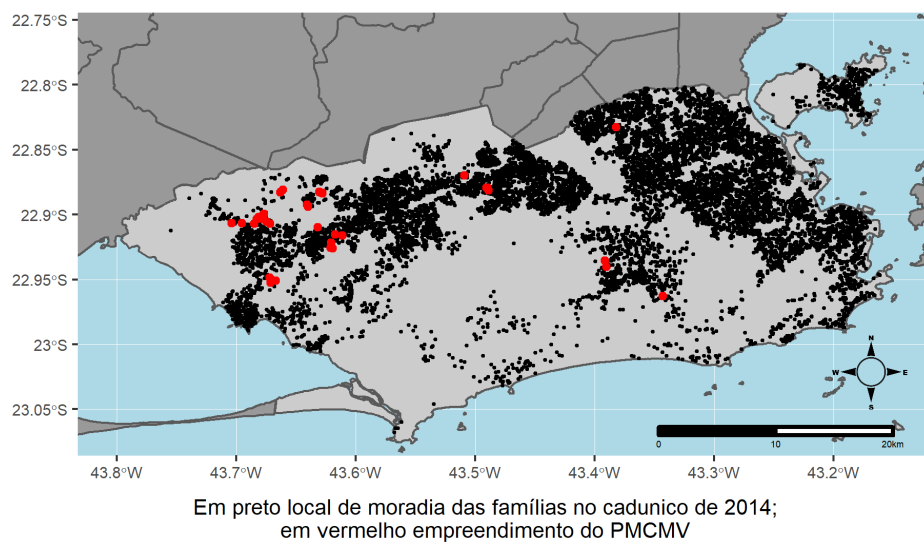 22.75°S
22.8°S
22.85°S
22.9°S
22.95°S
23°S
23.05°S
N
W E
S
0 10 20km
43.8°W 43.7°W 43.6°W 43.5°W 43.4°W 43.3°W 43.2°W
Em preto local de moradia das famílias no cadunico de 2014;
em vermelho empreendimento do PMCMV